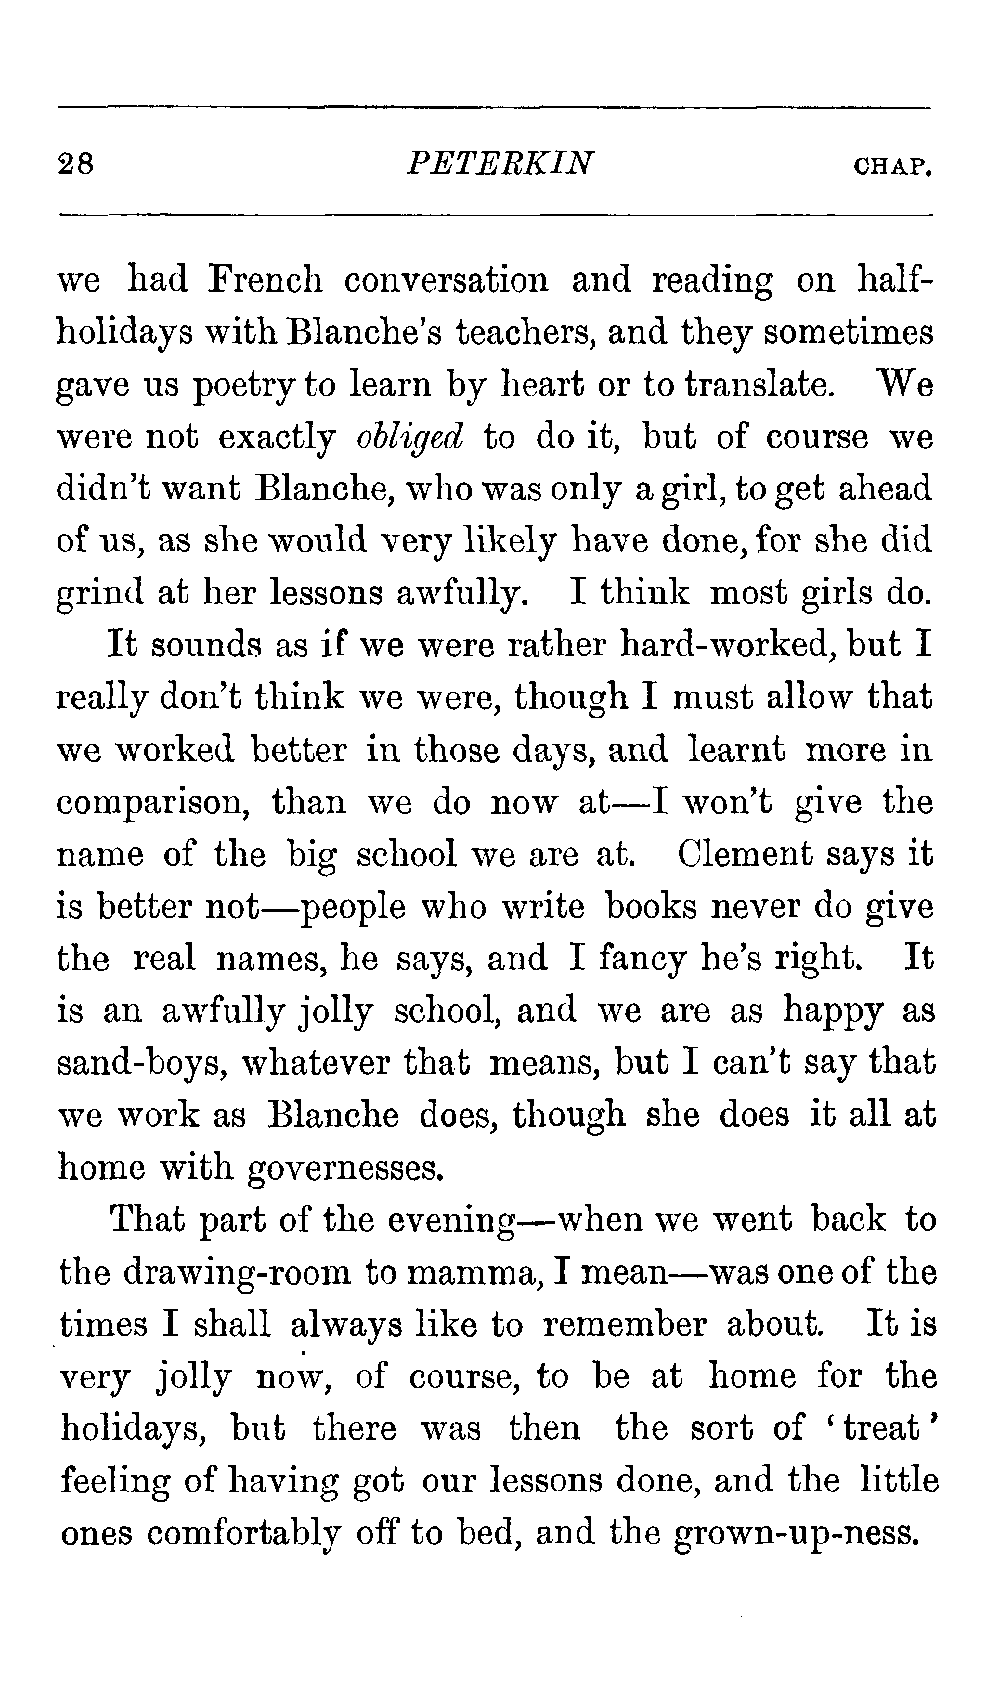 28 PETERKIN CHAP.
we had French conversation and reading on half-
holidays with Blanche's teachers, and they sometimes
gave us poetry to learn by heart or to translate. We
were not exactly obliged to do it, but of course we
didn't want Blanche, who was only a girl, to get ahead
of us, as she would very likely have done, for she did
grind at her lessons awfully. I think most girls do.
It sounds as if we were rather hard-worked, but I
really don't think we were, though I must allow that
we worked better in those days, and learnt more in
comparison, than we do now at—I won't give the
name of the big school we are at. Clement says it
is better not—people who write books never do give
the real names, he says, and I fancy he's right. It
is an awfully jolly school, and we are as happy as
sand-boys, whatever that means, but I can't say that
we work as Blanche does, though she does it all at
home with governesses.
That part of the evening—when we went back to
the drawing-room to mamma, I mean—was one of the
times I shall always like to remember about. It is
very jolly now, of course, to be at home for the
holidays, but there was then the sort of ‘treat’
feeling of having got our lessons done, and the little
ones comfortably off to bed, and the grown-up-ness.